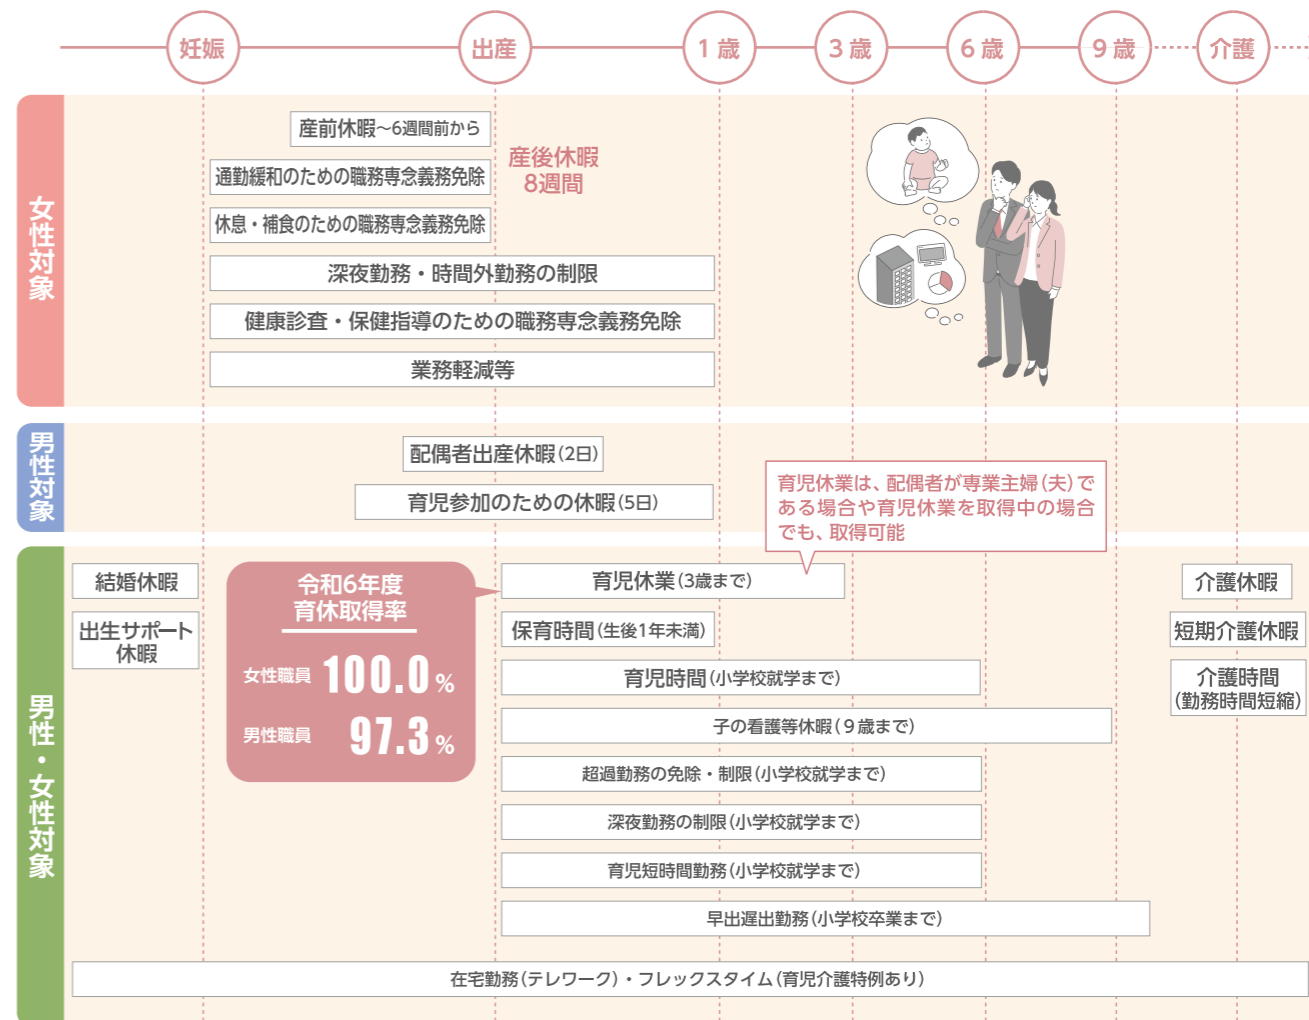 妊娠
出産
1歳
3歳
6歳
9歳
介護
女性対象
産前休暇～6週間前から
通勤緩和のための職務専念義務免除
休息・補食のための職務専念義務免除
産後休暇
8週間
深夜勤務・時間外勤務の制限
健康診査・保健指導のための職務専念義務免除
業務軽減等
男性対象
配偶者出産休暇(2日)
育児参加のための休暇(5日)
育児休業は、配偶者が専業主婦(夫)で
ある場合や育児休業を取得中の場合
でも、取得可能
男性・女性対象
結婚休暇
出生サポート
休暇
令和6年度
育休取得率
女性職員 100.0%
男性職員 97.3%
育児休業(3歳まで)
保育時間(生後1年未満)
育児時間(小学校就学まで)
子の看護等休暇(9歳まで)
超過勤務の免除・制限(小学校就学まで)
深夜勤務の制限(小学校就学まで)
育児短時間勤務(小学校就学まで)
早出遅出勤務(小学校卒業まで)
介護休暇
短期介護休暇
介護時間
(勤務時間短縮)
在宅勤務(テレワーク)・フレックスタイム(育児介護特例あり)